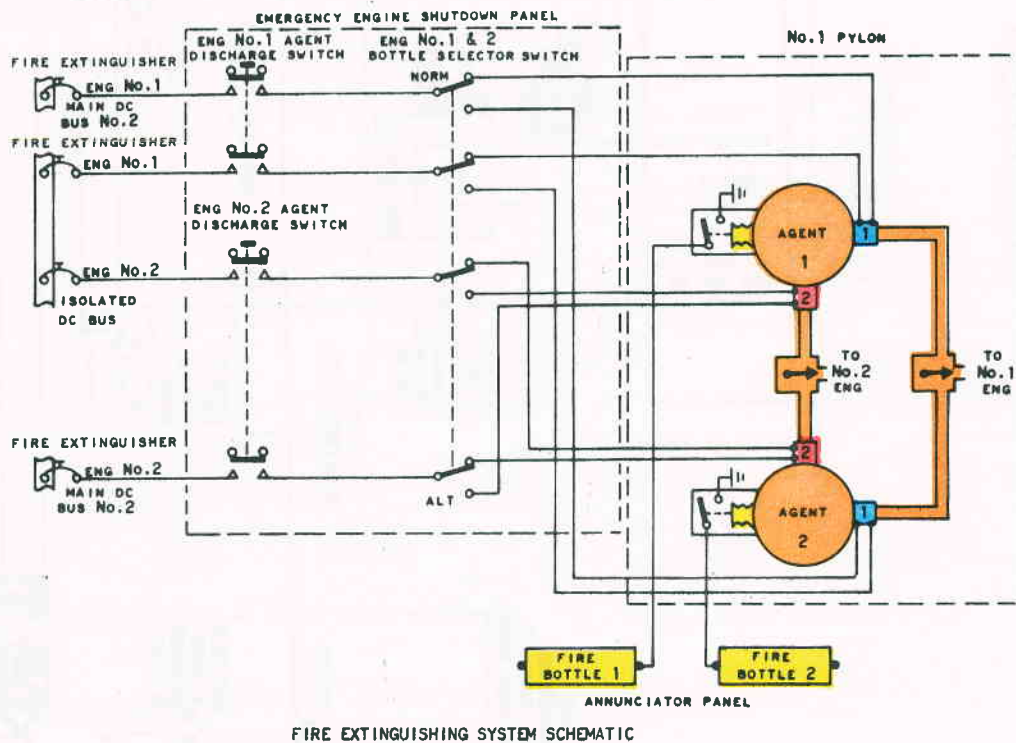 EMERGENCY ENGINE SHUTDOWN PANEL
ENG No.1 AGENT
DISCHARGE SWITCH
ENG No.1 & 2
BOTTLE SELECTOR SWITCH
No.1 PYLON
FIRE EXTINGUISHER
ENG No.1
MAIN DC
BUS No.2
NORM
FIRE EXTINGUISHER
ENG No.1
ENG No.2 AGENT
DISCHARGE SWITCH
ENG No.2
ISOLATED
DC BUS
AGENT
1
1
2
TO
No.2
ENG
TO
No.1
ENG
FIRE EXTINGUISHER
ENG No.2
MAIN DC
BUS No.2
ALT
2
AGENT
2
1
FIRE
BOTTLE 1
FIRE
BOTTLE 2
ANNUNCIATOR PANEL
FIRE EXTINGUISHING SYSTEM SCHEMATIC